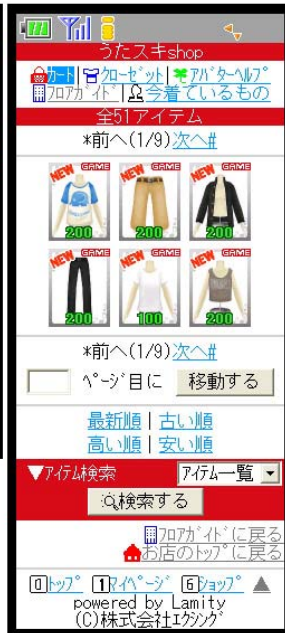 うたスキshop
カート|クローゼット|アバターヘルプ
フロアガイド|今着ているもの
全51アイテム
*前へ(1/9)次へ#
NEW GAME NEW GAME NEW GAME
200 200 200
NEW GAME NEW GAME NEW GAME
200 100 200
*前へ(1/9)次へ#
ページ目に 移動する
最新順|古い順
高い順|安い順
▼アイテム検索 アイテム一覧
検索する
フロアガイドに戻る
お店のトップに戻る
0トップ 1マイページ 6ショップ ▲
powered by Lamity
(C)株式会社エクシング